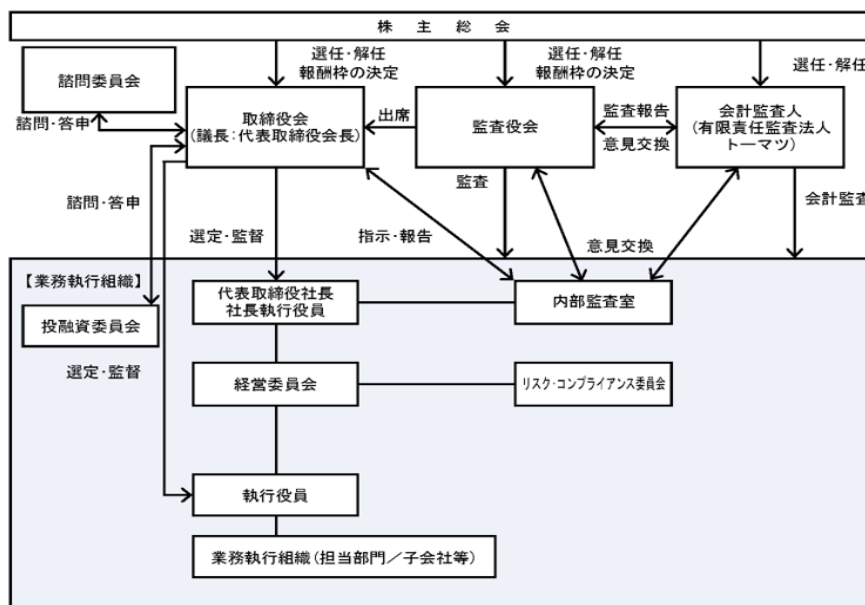 株主総会
選任・解任
報酬枠の決定
選任・解任
報酬枠の決定
選任・解任
諮問委員会
諮問・答申
取締役会
(議長:代表取締役会長)
出席
監査役会
監査報告
意見交換
会計監査人
(有限責任監査法人
トーマツ)
諮問・答申
選定・監督
指示・報告
監査
意見交換
会計監査
【業務執行組織】
投融資委員会
代表取締役社長
社長執行役員
内部監査室
選定・監督
経営委員会
リスク・コンプライアンス委員会
執行役員
業務執行組織(担当部門/子会社等)